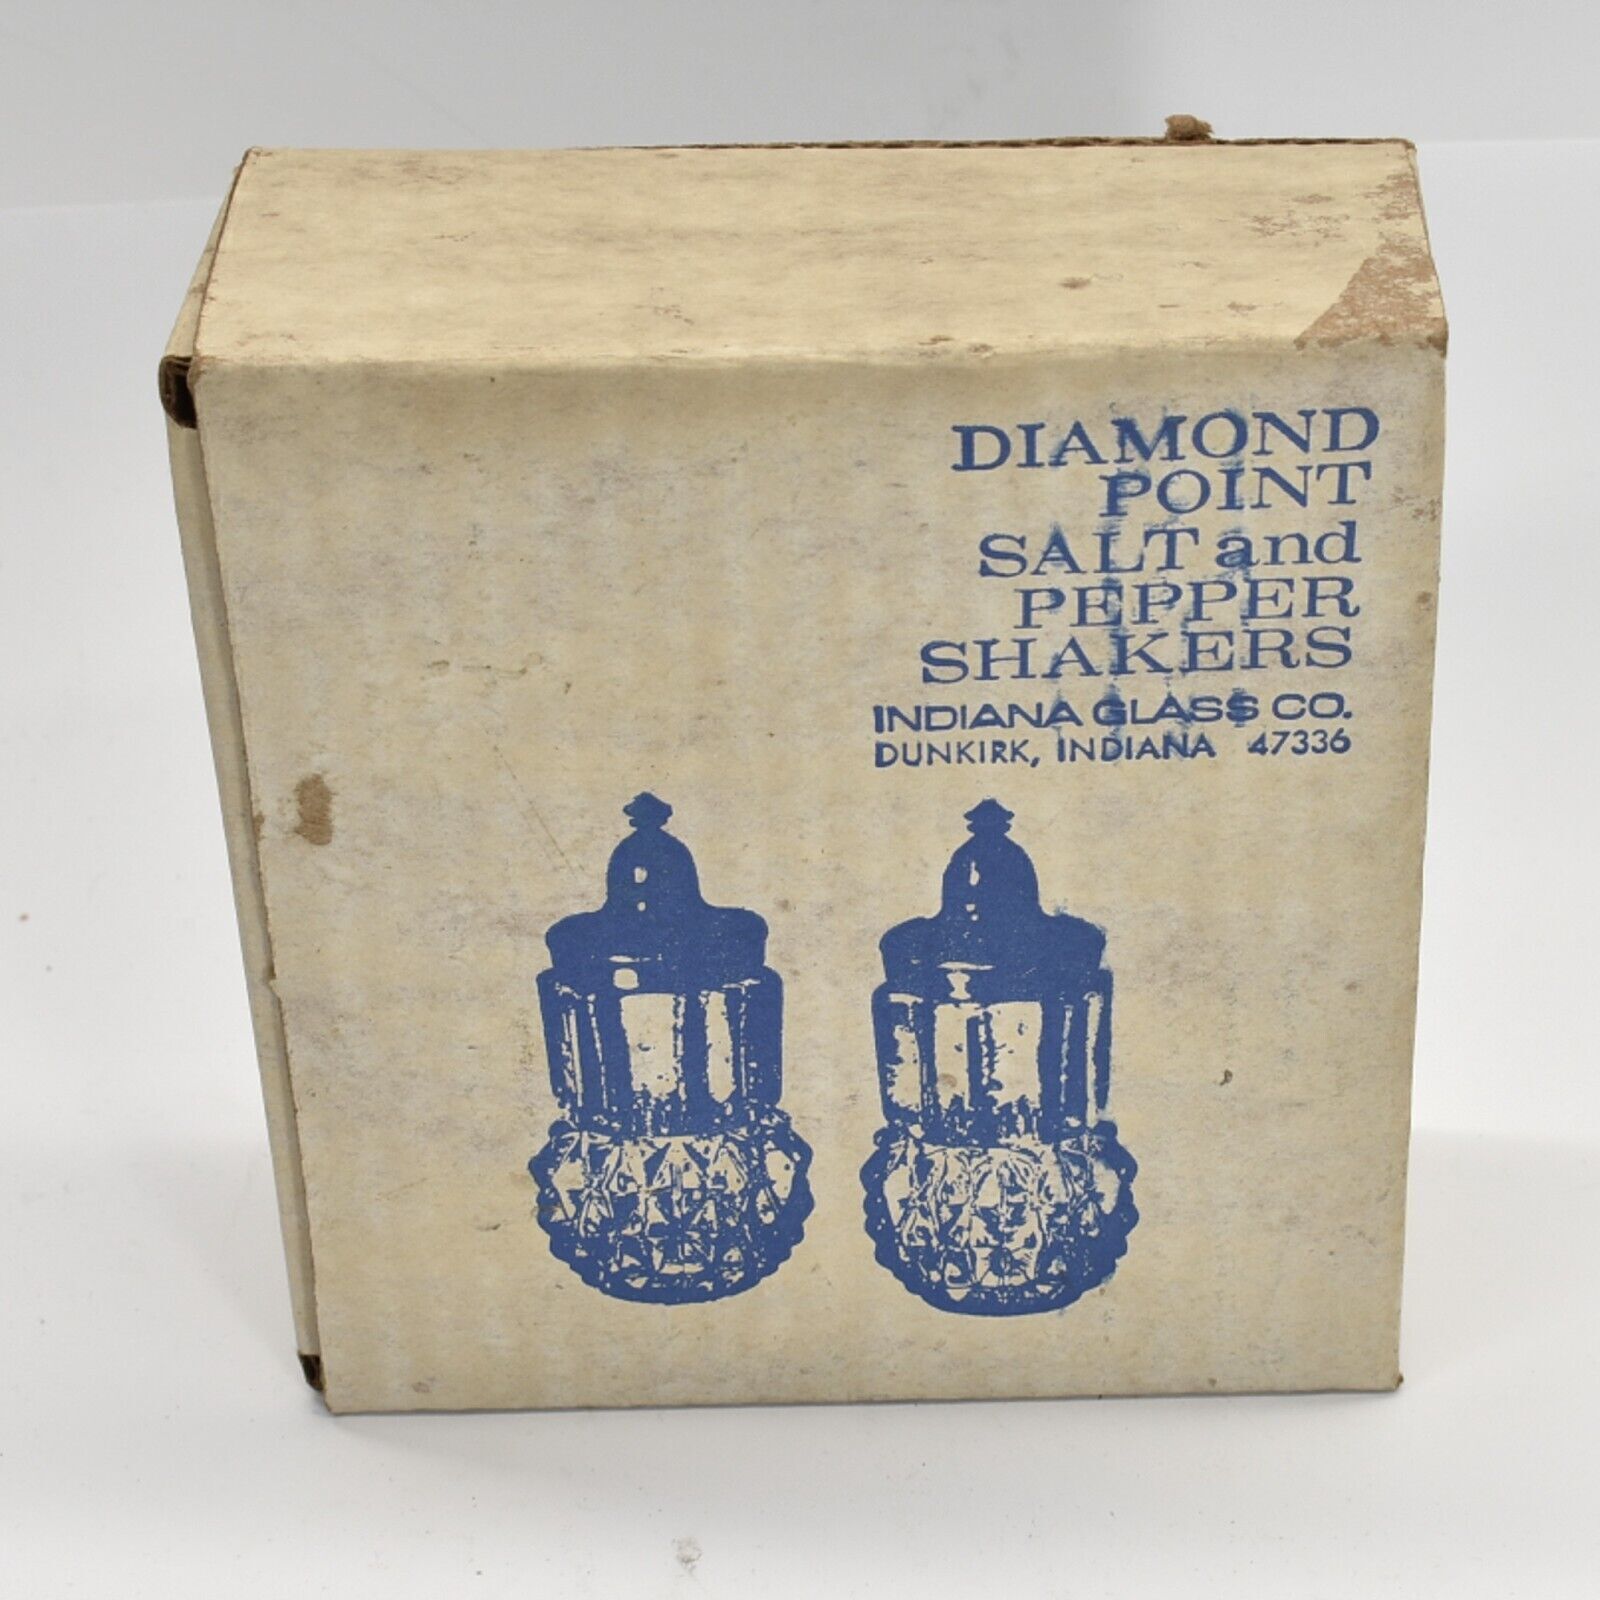 DIAMOND
POINT
SALT and
PEPPER
SHAKERS
INDIANA GLASS CO.
DUNKIRK, INDIANA 47336